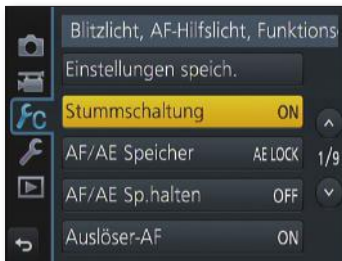 Blitzlicht, AF-Hilfslicht, Funktions
Einstellungen speich.
Stummschaltung ON
AF/AE Speicher AE LOCK 1/9
AF/AE Sp.halten OFF
Auslöser-AF ON
FC